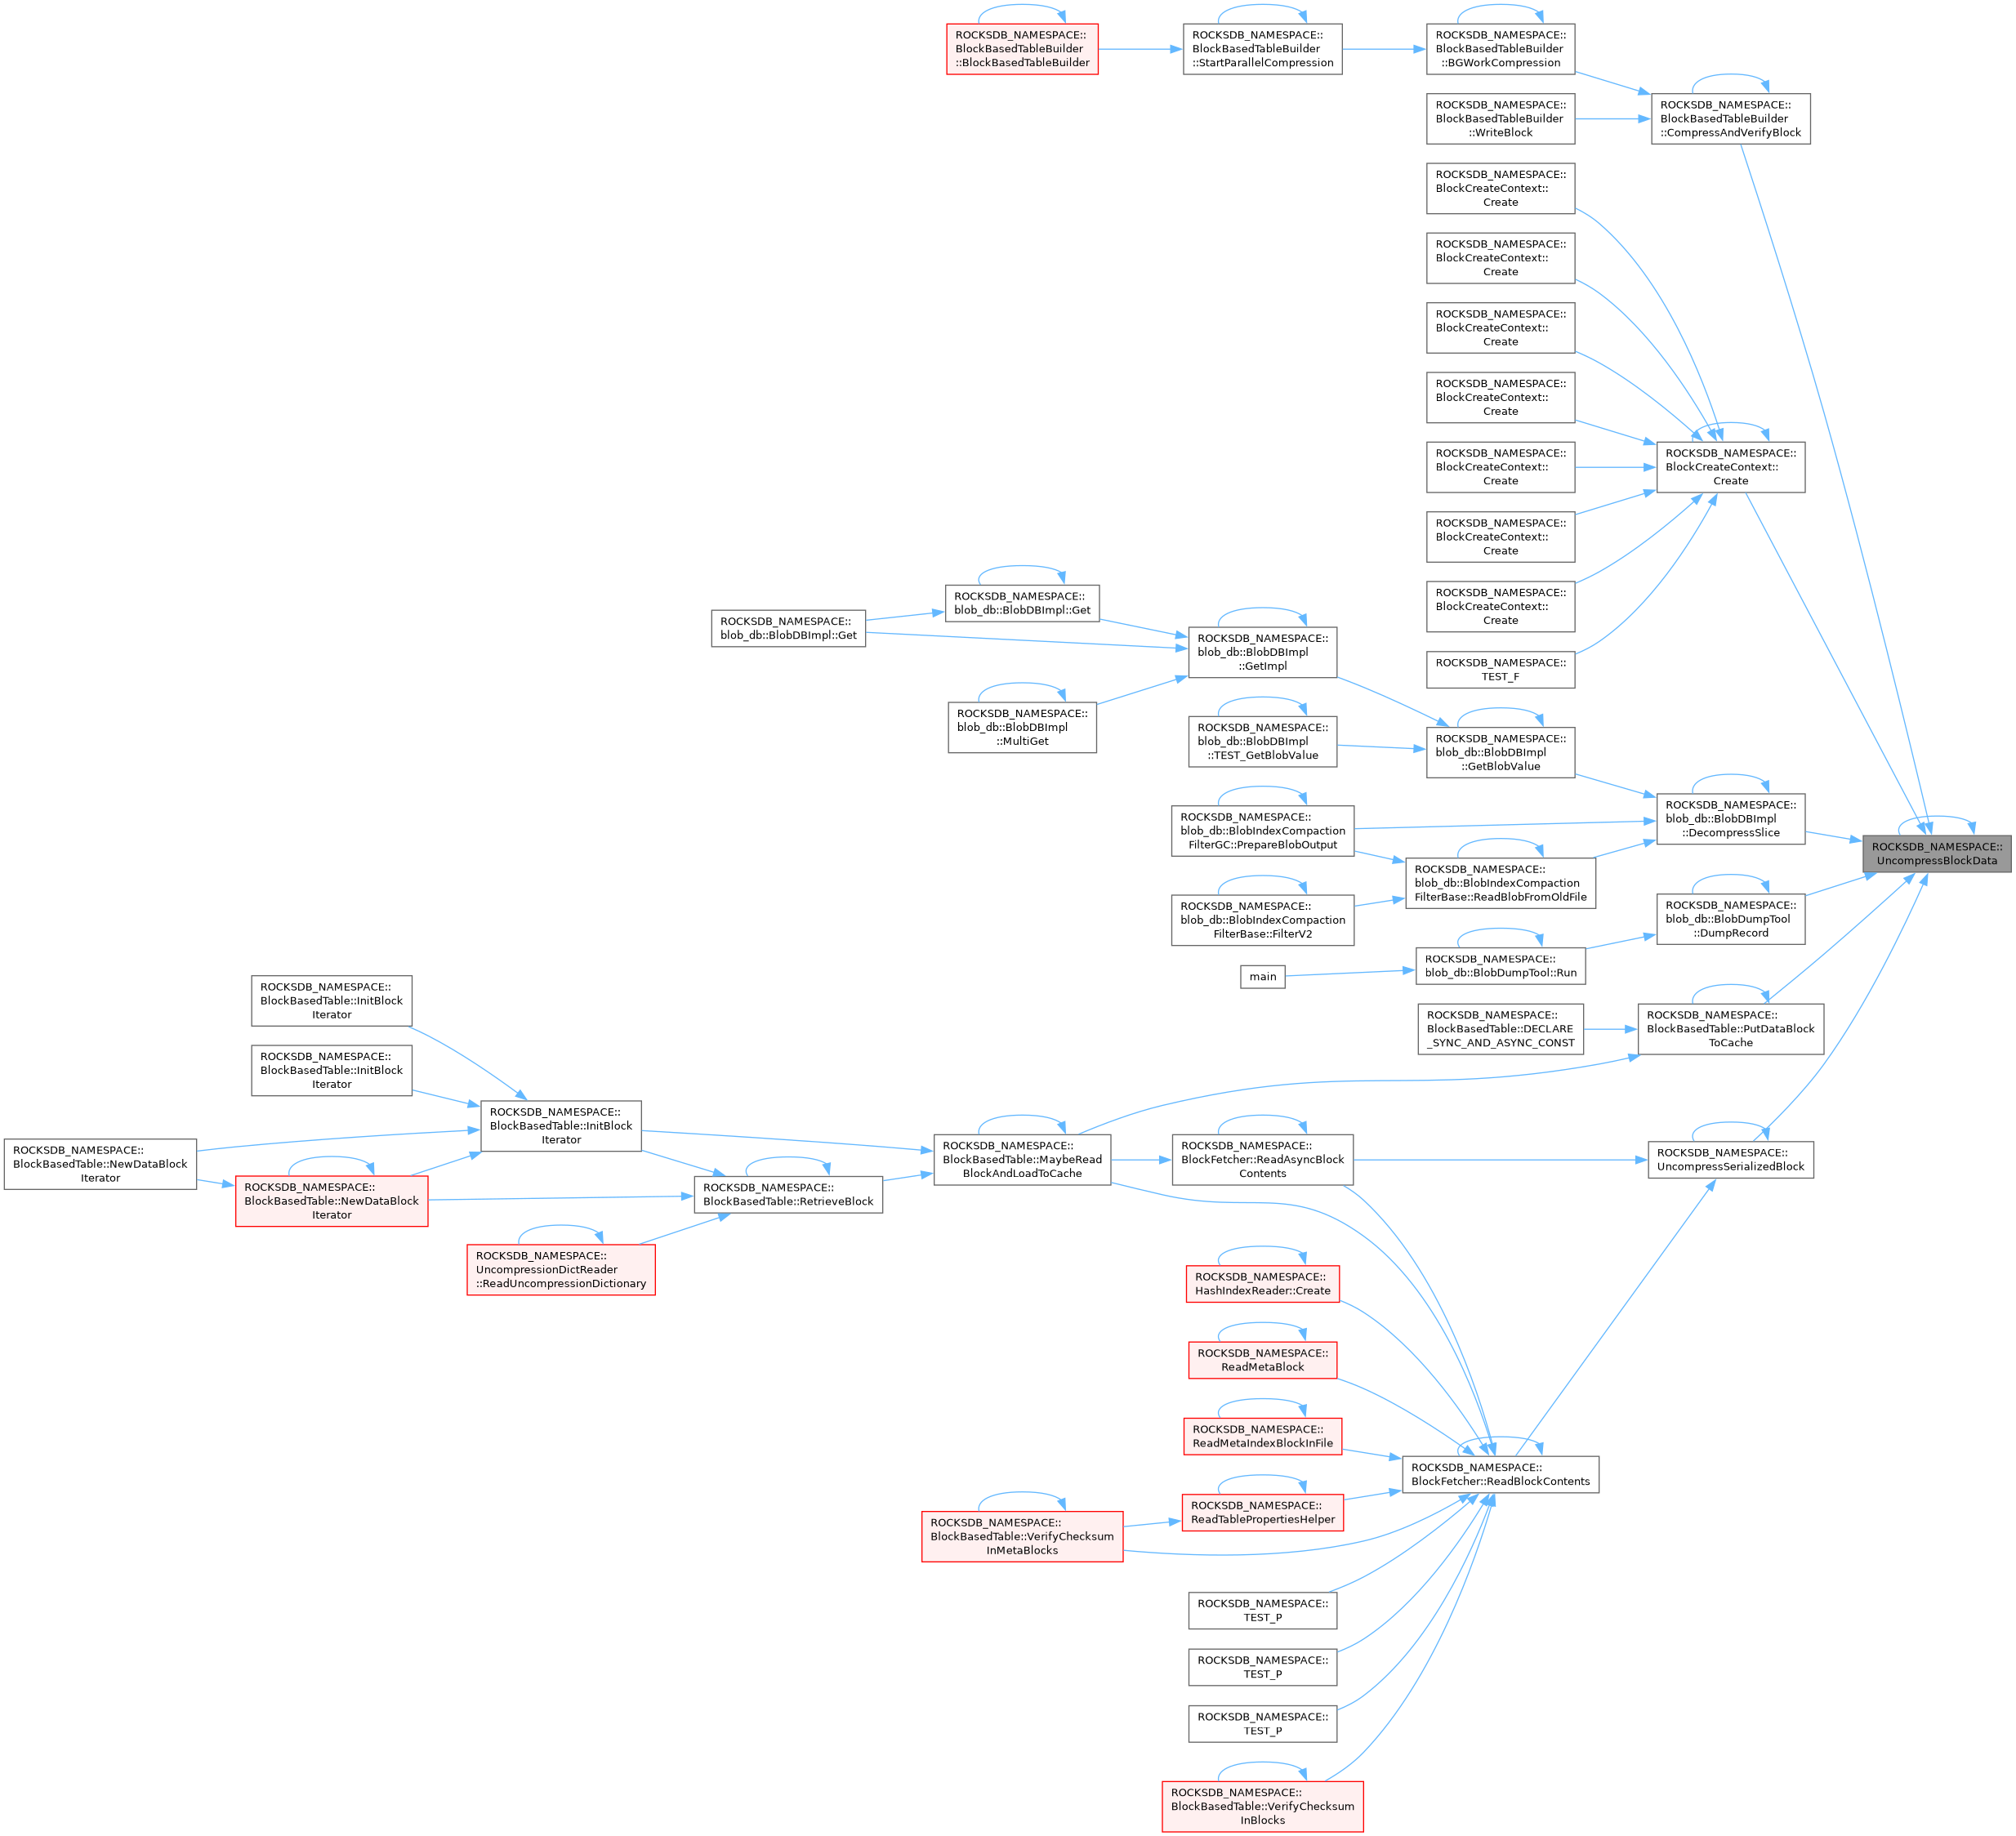 ROCKSDB_NAMESPACE::
BlockBasedTableBuilder
::BlockBasedTableBuilder
ROCKSDB_NAMESPACE::
BlockBasedTableBuilder
::StartParallelCompression
ROCKSDB_NAMESPACE::
BlockBasedTableBuilder
::BGWorkCompression
ROCKSDB_NAMESPACE::
BlockBasedTableBuilder
::WriteBlock
ROCKSDB_NAMESPACE::
BlockBasedTableBuilder
::CompressAndVerifyBlock
ROCKSDB_NAMESPACE::
BlockCreateContext::
Create
ROCKSDB_NAMESPACE::
BlockCreateContext::
Create
ROCKSDB_NAMESPACE::
BlockCreateContext::
Create
ROCKSDB_NAMESPACE::
BlockCreateContext::
Create
ROCKSDB_NAMESPACE::
BlockCreateContext::
Create
ROCKSDB_NAMESPACE::
BlockCreateContext::
Create
ROCKSDB_NAMESPACE::
BlockCreateContext::
Create
ROCKSDB_NAMESPACE::
BlockCreateContext::
Create
ROCKSDB_NAMESPACE::
TEST_F
ROCKSDB_NAMESPACE::
blob_db::BlobDBImpl::Get
ROCKSDB_NAMESPACE::
blob_db::BlobDBImpl::Get
ROCKSDB_NAMESPACE::
blob_db::BlobDBImpl
::GetImpl
ROCKSDB_NAMESPACE::
blob_db::BlobDBImpl
::MultiGet
ROCKSDB_NAMESPACE::
blob_db::BlobDBImpl
::TEST_GetBlobValue
ROCKSDB_NAMESPACE::
blob_db::BlobDBImpl
::GetBlobValue
ROCKSDB_NAMESPACE::
blob_db::BlobIndexCompaction
FilterGC::PrepareBlobOutput
ROCKSDB_NAMESPACE::
blob_db::BlobDBImpl
::DecompressSlice
ROCKSDB_NAMESPACE::
UncompressBlockData
ROCKSDB_NAMESPACE::
blob_db::BlobIndexCompaction
FilterBase::ReadBlobFromOldFile
ROCKSDB_NAMESPACE::
blob_db::BlobIndexCompaction
FilterBase::FilterV2
ROCKSDB_NAMESPACE::
blob_db::BlobDumpTool
::DumpRecord
main
ROCKSDB_NAMESPACE::
blob_db::BlobDumpTool::Run
ROCKSDB_NAMESPACE::
BlockBasedTable::InitBlock
Iterator
ROCKSDB_NAMESPACE::
BlockBasedTable::DECLARE
_SYNC_AND_ASYNC_CONST
ROCKSDB_NAMESPACE::
BlockBasedTable::PutDataBlock
ToCache
ROCKSDB_NAMESPACE::
BlockBasedTable::InitBlock
Iterator
ROCKSDB_NAMESPACE::
BlockBasedTable::InitBlock
Iterator
ROCKSDB_NAMESPACE::
BlockBasedTable::NewDataBlock
Iterator
ROCKSDB_NAMESPACE::
BlockBasedTable::NewDataBlock
Iterator
ROCKSDB_NAMESPACE::
BlockBasedTable::RetrieveBlock
ROCKSDB_NAMESPACE::
BlockBasedTable::MaybeRead
BlockAndLoadToCache
ROCKSDB_NAMESPACE::
BlockFetcher::ReadAsyncBlock
Contents
ROCKSDB_NAMESPACE::
UncompressSerializedBlock
ROCKSDB_NAMESPACE::
UncompressionDictReader
::ReadUncompressionDictionary
ROCKSDB_NAMESPACE::
HashIndexReader::Create
ROCKSDB_NAMESPACE::
ReadMetaBlock
ROCKSDB_NAMESPACE::
ReadMetaIndexBlockInFile
ROCKSDB_NAMESPACE::
BlockFetcher::ReadBlockContents
ROCKSDB_NAMESPACE::
ReadTablePropertiesHelper
ROCKSDB_NAMESPACE::
BlockBasedTable::VerifyChecksum
InMetaBlocks
ROCKSDB_NAMESPACE::
TEST_P
ROCKSDB_NAMESPACE::
TEST_P
ROCKSDB_NAMESPACE::
TEST_P
ROCKSDB_NAMESPACE::
BlockBasedTable::VerifyChecksum
InBlocks